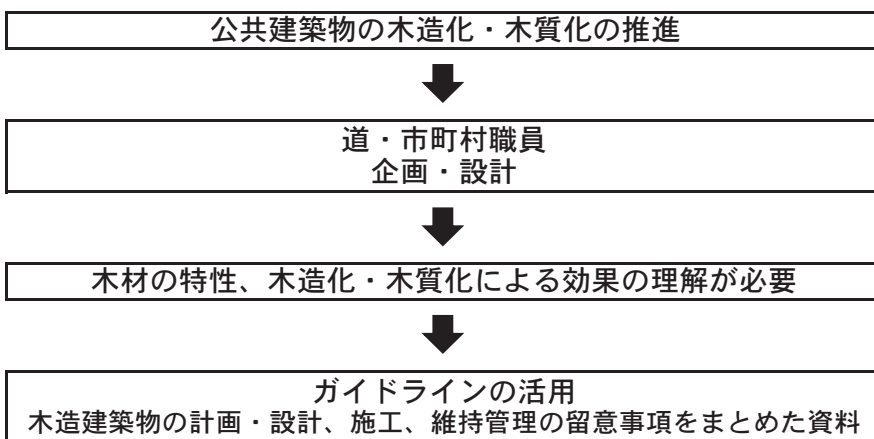 公共建築物の木造化・木質化の推進
道・市町村職員
企画・設計
木材の特性、木造化・木質化による効果の理解が必要
ガイドラインの活用
木造建築物の計画・設計、施工、維持管理の留意事項をまとめた資料